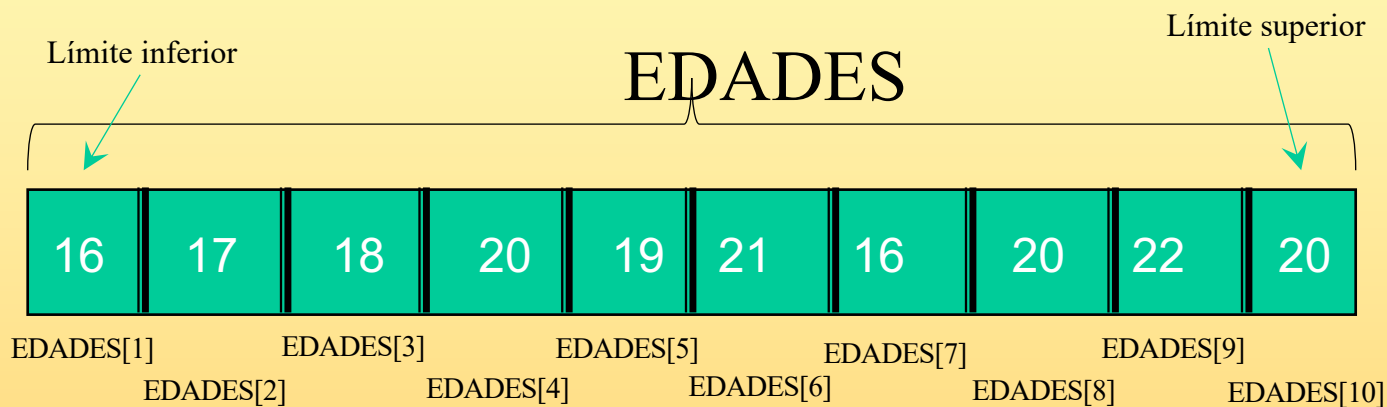 Límite inferior
Límite superior
EDADES
16 17 18 20 19 21 16 20 22 20
EDADES[1] EDADES[3] EDADES[5] EDADES[7] EDADES[9]
EDADES[2] EDADES[4] EDADES[6] EDADES[8] EDADES[10]